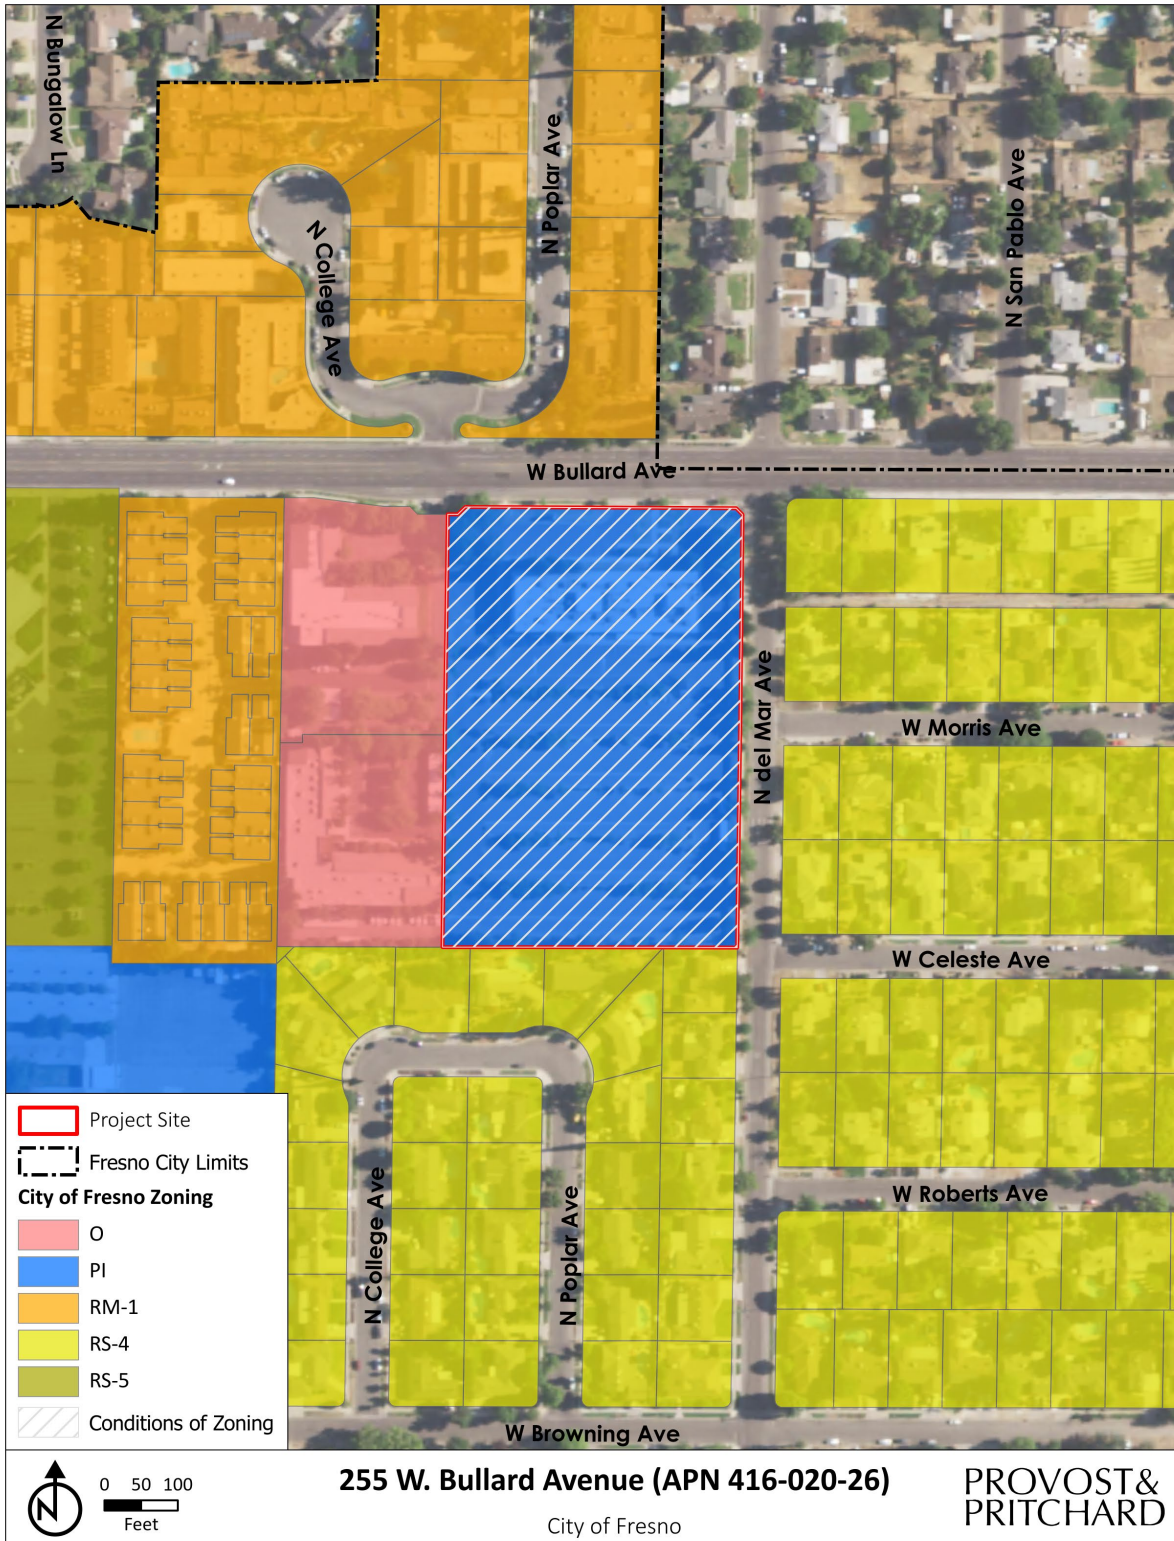 N Bungalow Ln
N College Ave
N Poplar Ave
N San Pablo Ave
W Bullard Ave
N del Mar Ave
W Morris Ave
W Celeste Ave
W Roberts Ave
N College Ave
N Poplar Ave
W Browning Ave
Project Site
Fresno City Limits
City of Fresno Zoning
O
PI
RM-1
RS-4
RS-5
Conditions of Zoning
N
0 50 100
Feet
255 W. Bullard Avenue (APN 416-020-26)
City of Fresno
PROVOST&
PRITCHARD